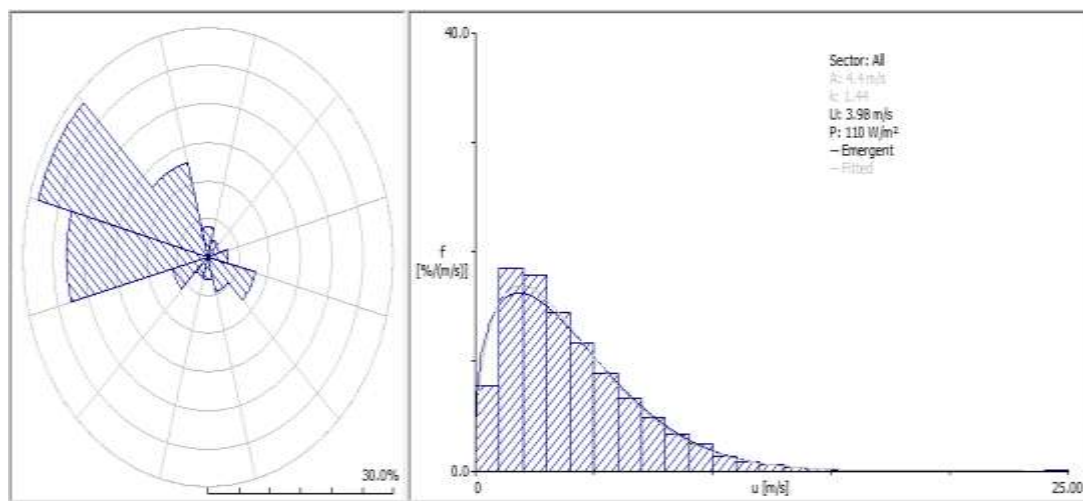 30.0%
40.0
f
[%/(m/s)]
0.0
0
u [m/s]
25.00
Sector: All
A: 4.4 m/s
k: 1.44
U: 3.98 m/s
P: 110 W/m²
— Emergent
— Fitted